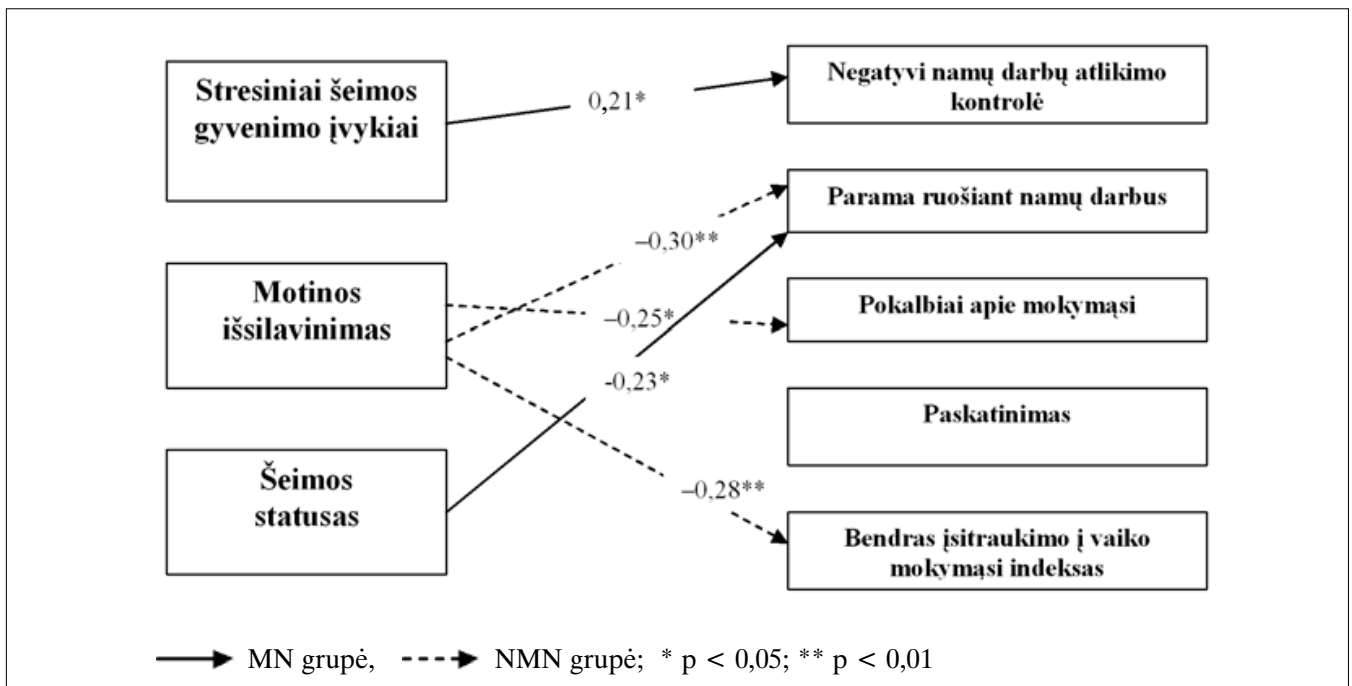 Stresiniai šeimos
gyvenimo įvykiai
0,21*
Negatyvi namų darbų atlikimo
kontrolė
Parama ruošiant namų darbus
–0,30**
Motinos
išsilavinimas
–0,25*
Pokalbiai apie mokymąsi
-0,23*
Paskatinimas
Šeimos
statusas
–0,28**
Bendras įsitraukimo į vaiko
mokymąsi indeksas
MN grupė, NMN grupė; * p < 0,05; ** p < 0,01